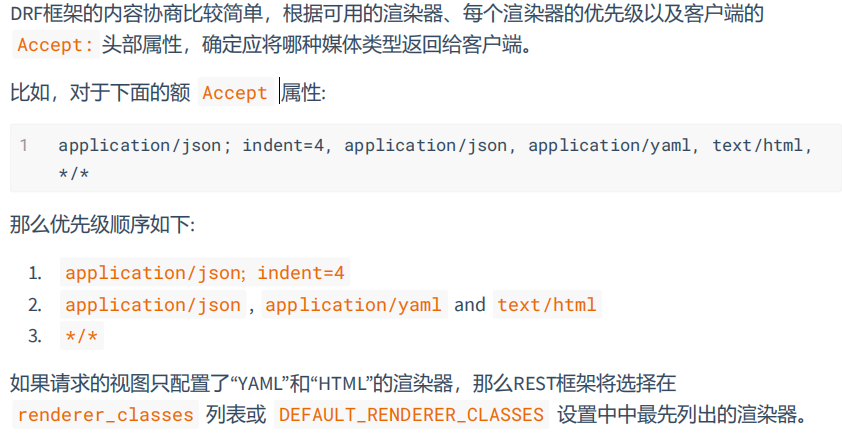 DRF框架的内容协商比较简单，根据可用的渲染器、每个渲染器的优先级以及客户端的
Accept: 头部属性，确定应将哪种媒体类型返回给客户端。
比如，对于下面的额 Accept 属性:
1 application/json; indent=4, application/json, application/yaml, text/html,
*/*
那么优先级顺序如下:
1. application/json; indent=4
2. application/json , application/yaml and text/html
3. */*
如果请求的视图只配置了“YAML”和“HTML”的渲染器，那么REST框架将选择在
renderer_classes 列表或 DEFAULT_RENDERER_CLASSES 设置中中最先列出的渲染器。